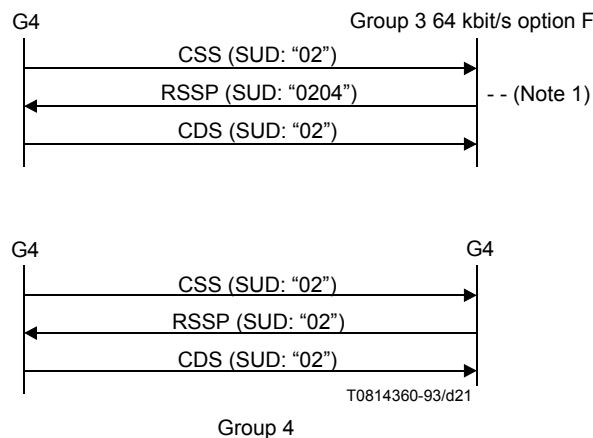 G4 Group 3 64 kbit/s option F
CSS (SUD: “02”)
RSSP (SUD: “0204”) - - (Note 1)
CDS (SUD: “02”)
G4 G4
CSS (SUD: “02”)
RSSP (SUD: “02”)
CDS (SUD: “02”)
T0814360-93/d21
Group 4